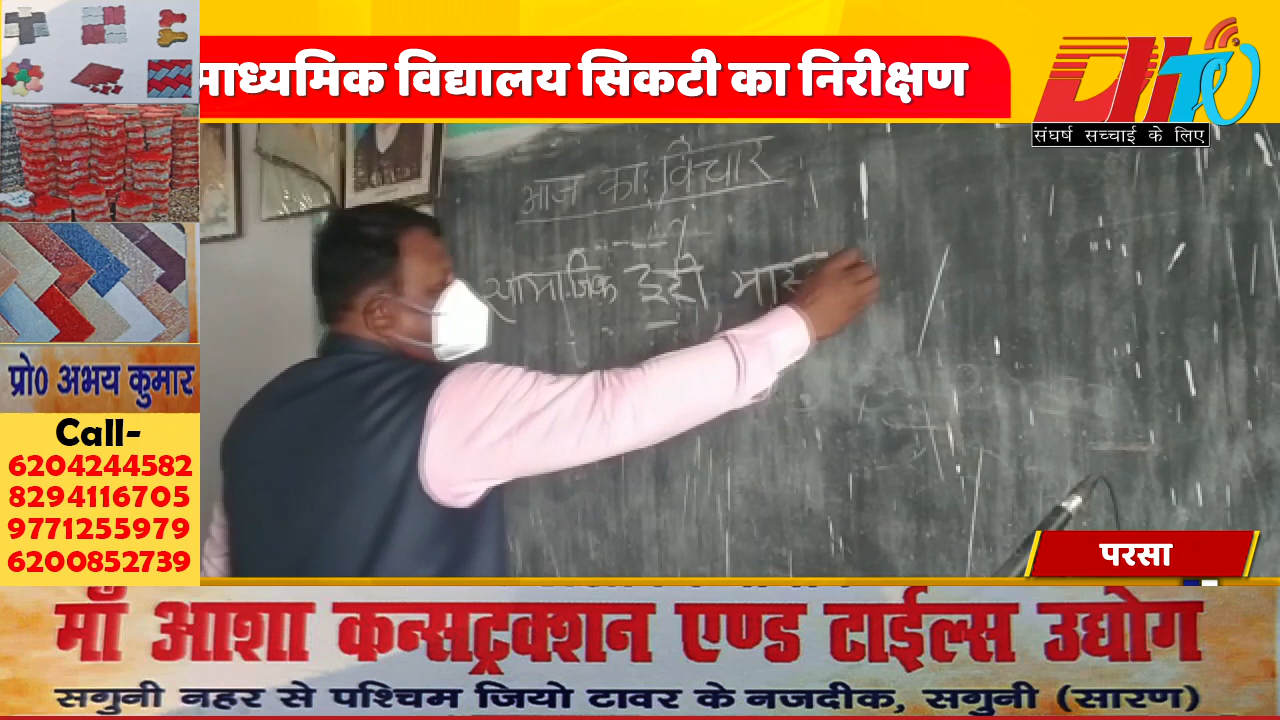 माध्यमिक विद्यालय सिकटी का निरीक्षण
संघर्ष सच्चाई के लिए
आज का विचार
सामाजिक दूरी मास्
प्रो0 अभय कुमार
Call-
6204244582
8294116705
9771255979
6200852739
परसा
माँ आशा कन्सट्रक्शन एण्ड टाईल्स उद्योग
सगुनी नहर से पश्चिम जियो टावर के नजदीक, सगुनी (सारण)